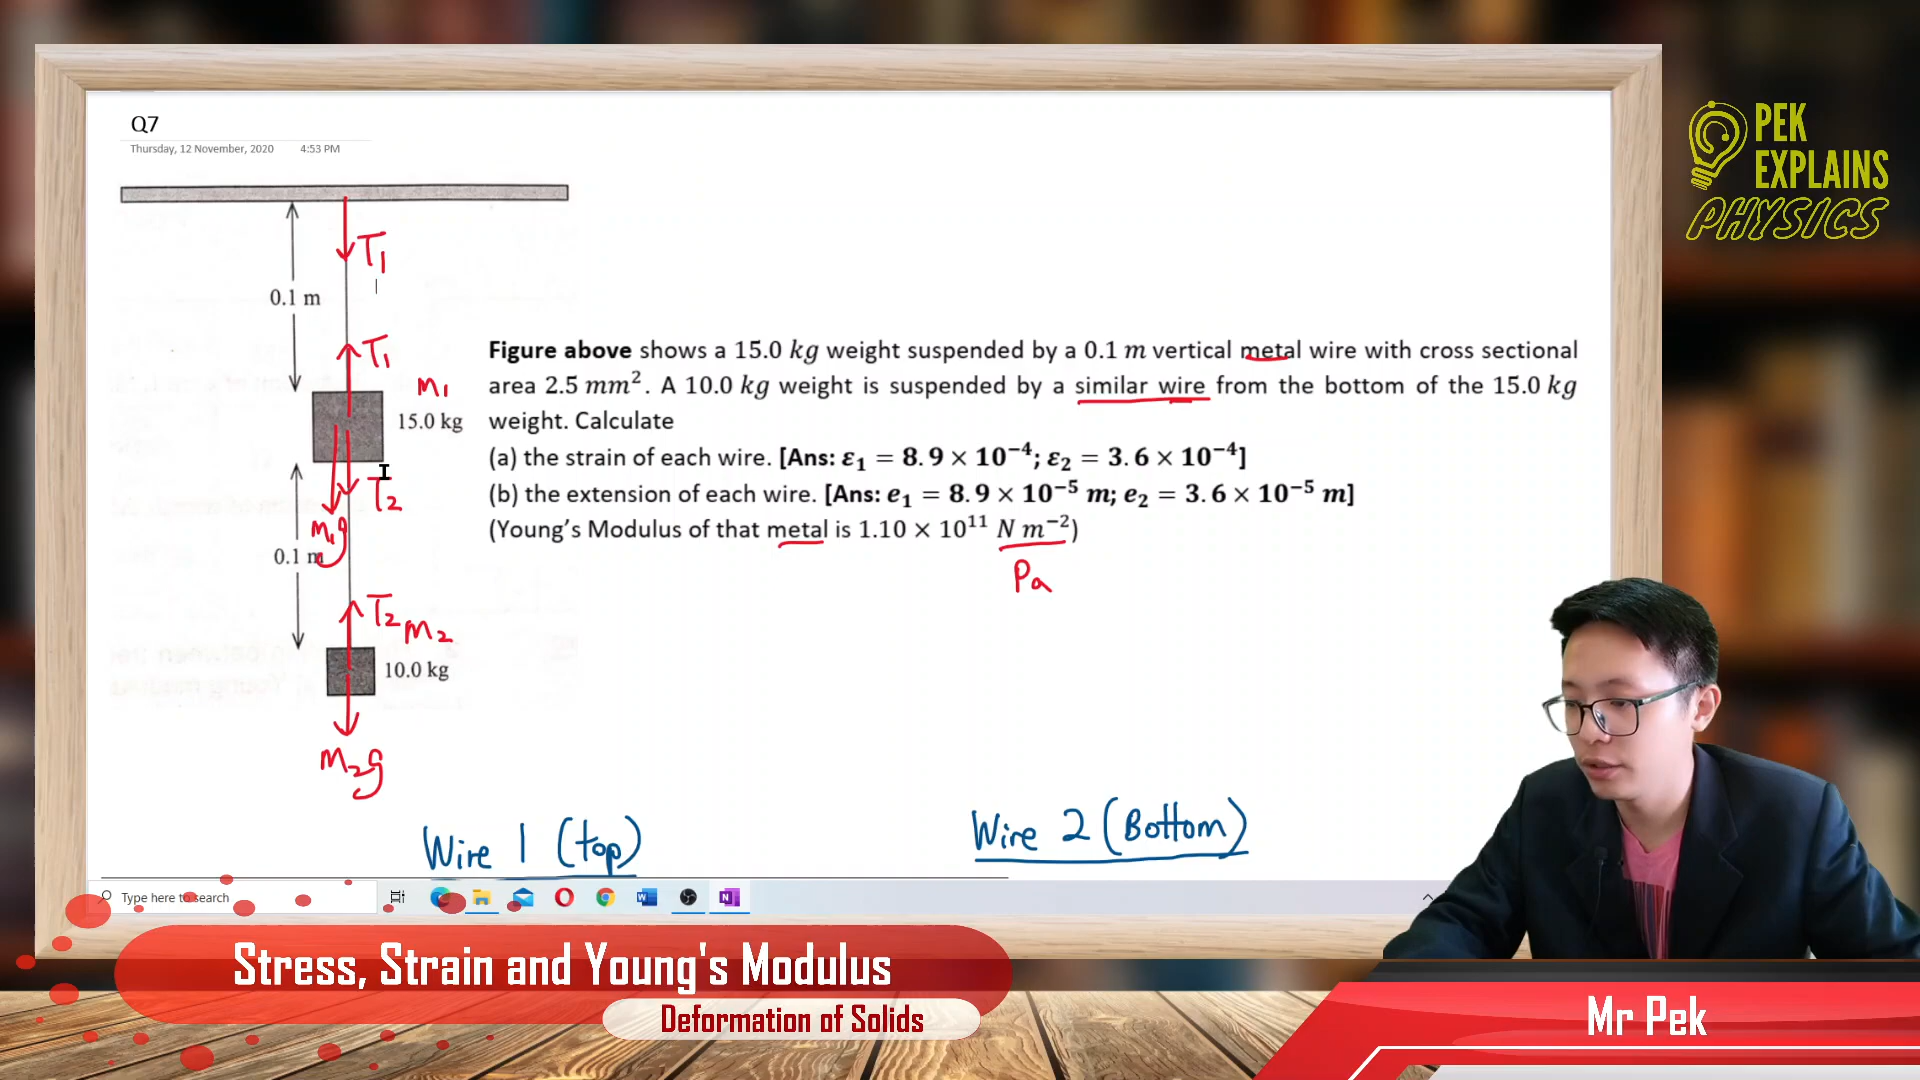 Q7
Thursday, 12 November, 2020 4:53 PM
T₁
0.1 m
T₁
M₁
15.0 kg
T₂
M₁g
0.1 m
T₂
M₂
10.0 kg
M₂g
Figure above shows a 15.0 kg weight suspended by a 0.1 m vertical metal wire with cross sectional
area 2.5 mm². A 10.0 kg weight is suspended by a similar wire from the bottom of the 15.0 kg
weight. Calculate
(a) the strain of each wire. [Ans: ε₁ = 8.9 × 10⁻⁴; ε₂ = 3.6 × 10⁻⁴]
(b) the extension of each wire. [Ans: e₁ = 8.9 × 10⁻⁵ m; e₂ = 3.6 × 10⁻⁵ m]
(Young's Modulus of that metal is 1.10 × 10¹¹ N m⁻²)
Pa
Wire 1 (top)
Wire 2 (Bottom)
Type here to search
PEK
EXPLAINS
PHYSICS
Stress, Strain and Young's Modulus
Deformation of Solids
Mr Pek